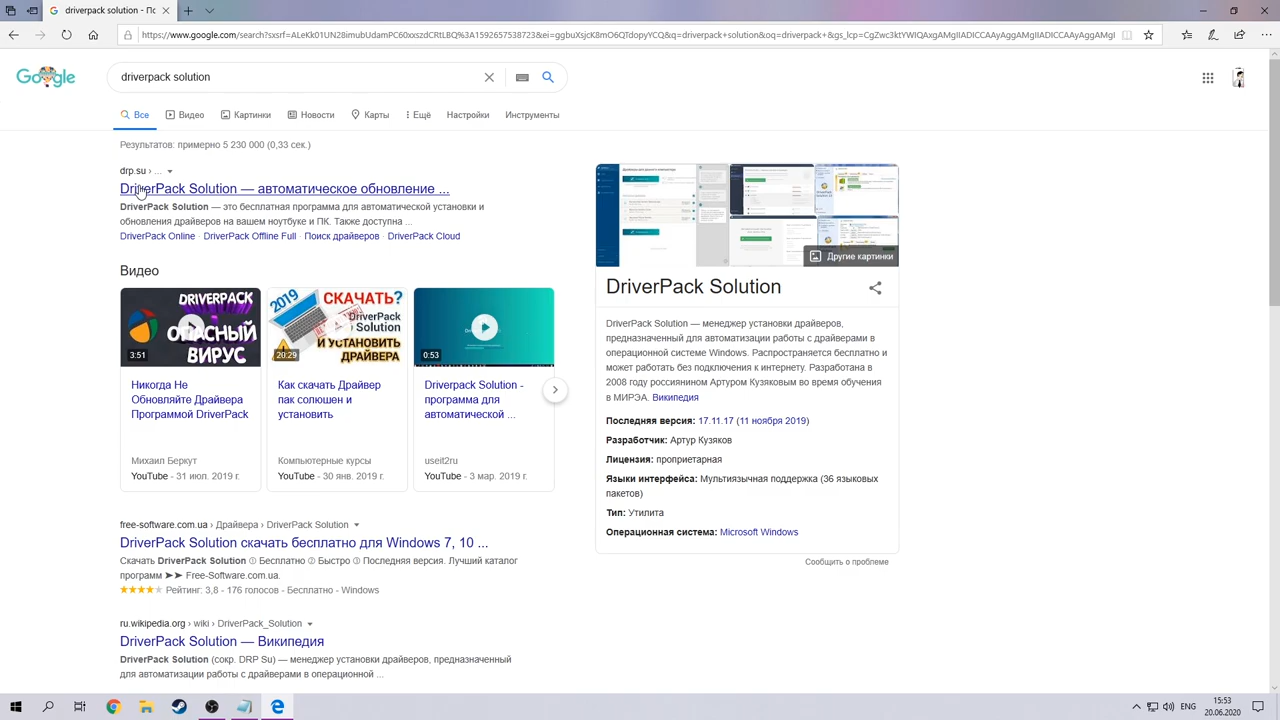 driverpack solution - По
https://www.google.com/search?sxsrf=ALeKk01UN28imubUdamPC60xxszdCRtLBQ%3A1592657538723&ei=ggbuXsjcK8mO6QTdopyYCQ&q=driverpack+solution&oq=driverpack+&gs_lcp=CgZwc3ktYWIQAxgAMgIIADICCAAyAggAMgIIADICCAAyAggAMgI
Google
driverpack solution
Все Видео Картинки Новости Карты Ещё Настройки Инструменты
Результатов: примерно 5 230 000 (0,33 сек.)
drp.su ›
DriverPack Solution — автоматическое обновление ...
DriverPack Solution — это бесплатная программа для автоматической установки и
обновления драйверов на вашем ноутбуке и ПК. Также доступна
Online · DriverPack Offline Full · Поиск драйверов · DriverPack Cloud
Видео
DRIVERPACK
ОПАСНЫЙ
ВИРУС
3:51
2019
СКАЧАТЬ?
DriverPack
Solution
И УСТАНОВИТЬ
ДРАЙВЕРА
20:29
0:53
Никогда Не
Обновляйте Драйвера
Программой DriverPack
Михаил Беркут
YouTube - 31 июл. 2019 г.
Как скачать Драйвер
пак солюшен и
установить
Компьютерные курсы
YouTube - 30 янв. 2019 г.
Driverpack Solution -
программа для
автоматической ...
useit2ru
YouTube - 3 мар. 2019 г.
free-software.com.ua › Драйвера › DriverPack Solution
DriverPack Solution скачать бесплатно для Windows 7, 10 ...
Скачать DriverPack Solution ① Бесплатно ② Быстро ③ Последняя версия. Лучший каталог
программ ➤➤ Free-Software.com.ua.
★★★★★ Рейтинг: 3,8 - 176 голосов - Бесплатно - Windows
ru.wikipedia.org › wiki › DriverPack_Solution
DriverPack Solution — Википедия
DriverPack Solution (сокр. DRP Su) — менеджер установки драйверов, предназначенный
для автоматизации работы с драйверами в операционной ...
Другие картинки
DriverPack Solution
DriverPack Solution — менеджер установки драйверов,
предназначенный для автоматизации работы с драйверами в
операционной системе Windows. Распространяется бесплатно и
может работать без подключения к интернету. Разработана в
2008 году россиянином Артуром Кузяковым во время обучения
в МИРЭА. Википедия
Последняя версия: 17.11.17 (11 ноября 2019)
Разработчик: Артур Кузяков
Лицензия: проприетарная
Языки интерфейса: Мультиязычная поддержка (36 языковых
пакетов)
Тип: Утилита
Операционная система: Microsoft Windows
Сообщить о проблеме
ENG
15:53
20.06.2020